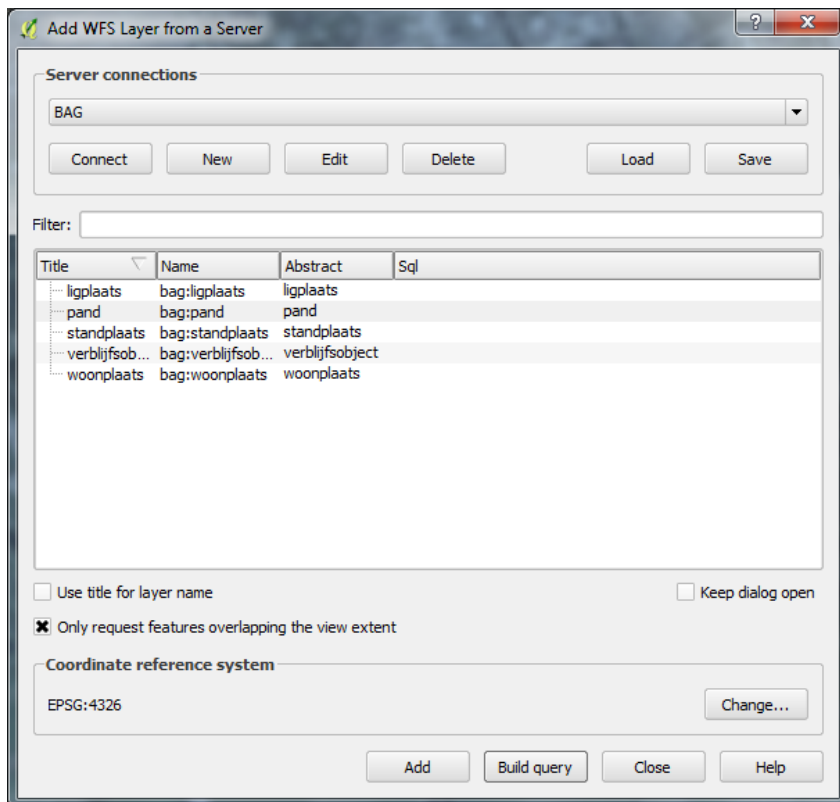 Add WFS Layer from a Server
Server connections
BAG
Connect New Edit Delete Load Save
Filter:
Title Name Abstract Sql
ligplaats bag:ligplaats ligplaats
pand bag:pand pand
standplaats bag:standplaats standplaats
verblijfsob... bag:verblijfsob... verblijfsobject
woonplaats bag:woonplaats woonplaats
Use title for layer name Keep dialog open
Only request features overlapping the view extent
Coordinate reference system
EPSG:4326 Change...
Add Build query Close Help